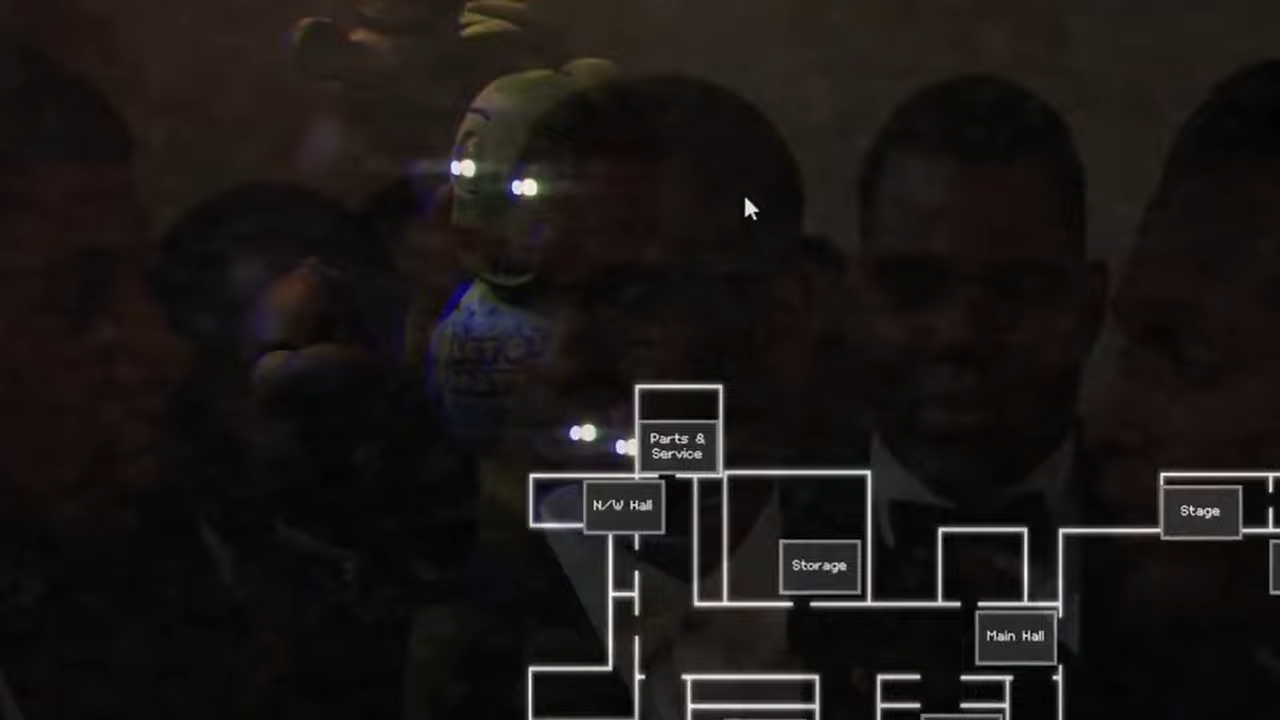 Parts &
Service
N/W Hall
Stage
Storage
Main Hall